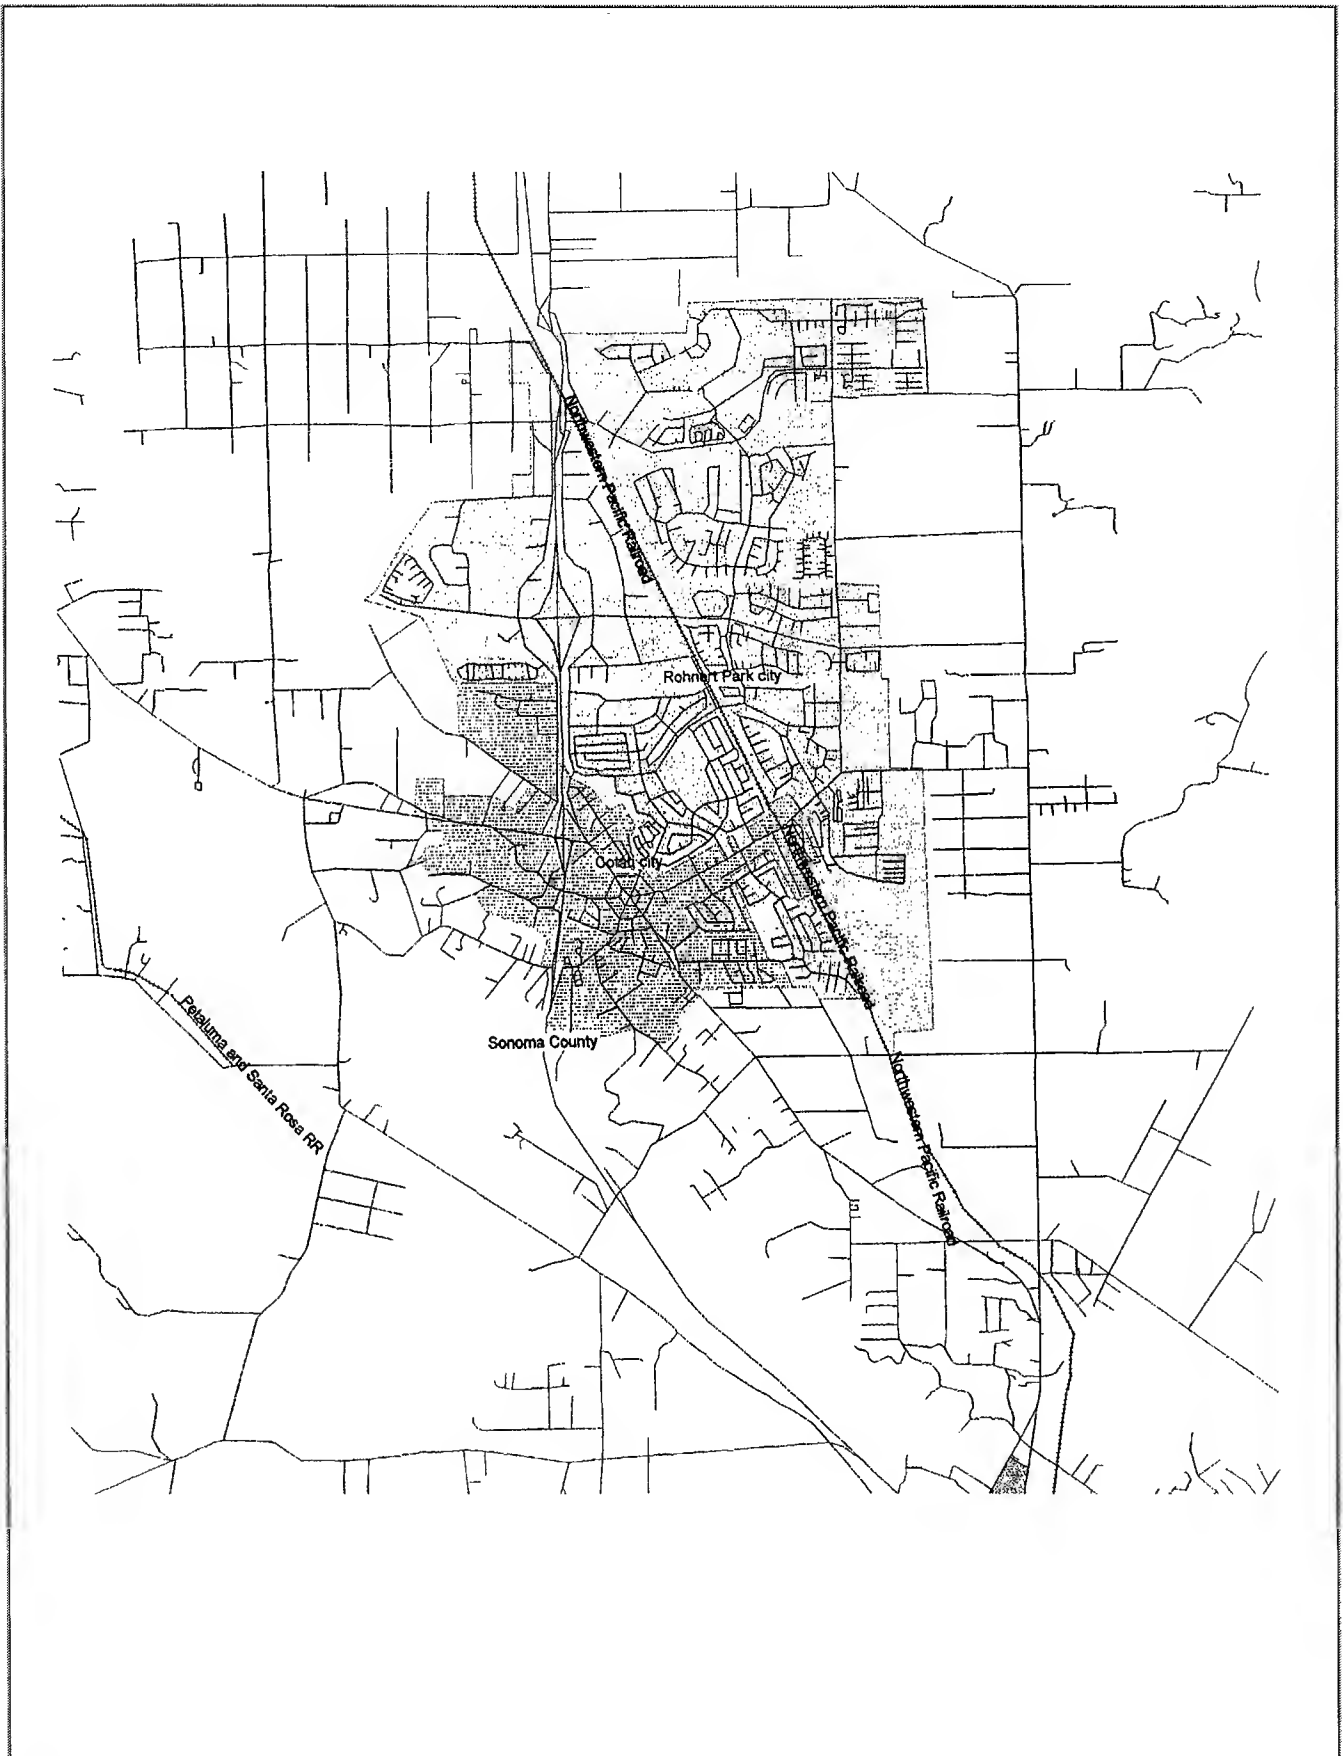 Northwestern Pacific Railroad
Rohnert Park city
Cotati city
Northwestern Pacific Railroad
Petaluma and Santa Rosa RR
Sonoma County
Northwestern Pacific Railroad